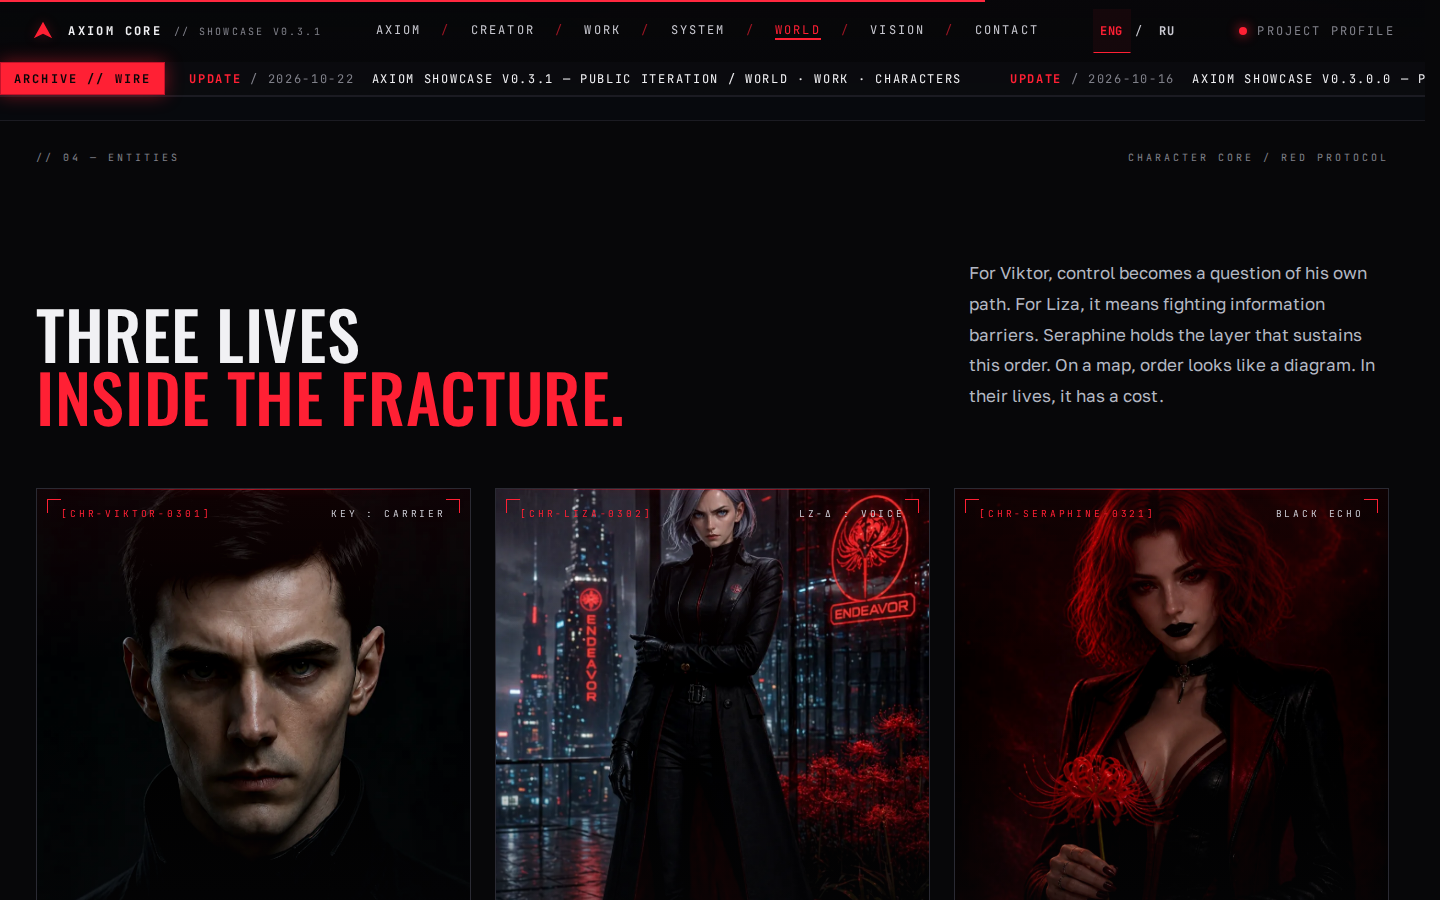 AXIOM CORE // SHOWCASE V0.3.1 AXIOM / CREATOR / WORK / SYSTEM / WORLD / VISION / CONTACT ENG / RU PROJECT PROFILE
ARCHIVE // WIRE UPDATE / 2026-10-22 AXIOM SHOWCASE V0.3.1 — PUBLIC ITERATION / WORLD · WORK · CHARACTERS UPDATE / 2026-10-16 AXIOM SHOWCASE V0.3.0.0 — P
// 04 — ENTITIES
CHARACTER CORE / RED PROTOCOL
THREE LIVES
INSIDE THE FRACTURE.
For Viktor, control becomes a question of his own
path. For Liza, it means fighting information
barriers. Seraphine holds the layer that sustains
this order. On a map, order looks like a diagram. In
their lives, it has a cost.
[CHR-VIKTOR-0301] KEY : CARRIER
[CHR-LIZA-0302] LZ-Δ : VOICE
ENDEAVOR
ENDEAVOR
[CHR-SERAPHINE-0321] BLACK ECHO